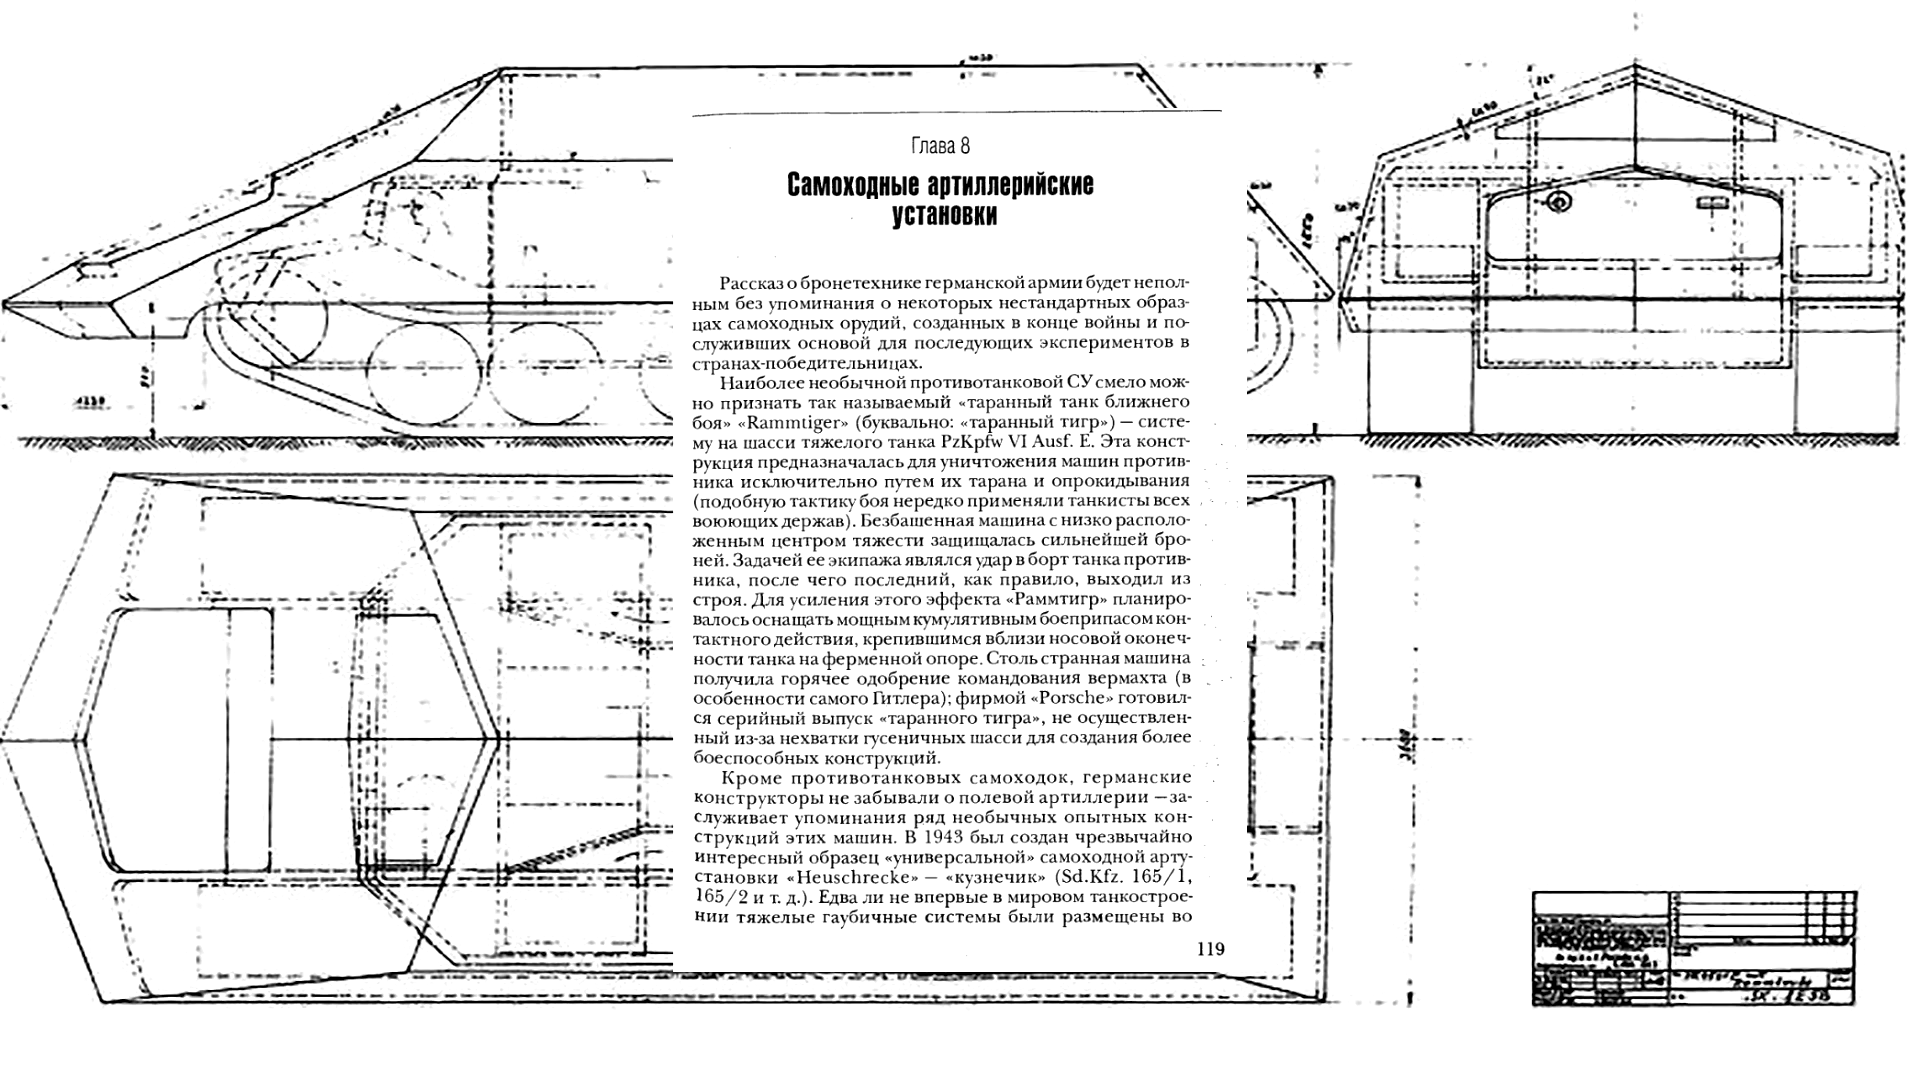 Глава 8
Самоходные артиллерийские
установки
Рассказ о бронетехнике германской армии будет непол-
ным без упоминания о некоторых нестандартных образ-
цах самоходных орудий, созданных в конце войны и по-
служивших основой для последующих экспериментов в
странах-победительницах.
Наиболее необычной противотанковой СУ смело мож-
но признать так называемый «таранный танк ближнего
боя» «Rammtiger» (буквально: «таранный тигр») — систе-
му на шасси тяжелого танка PzKpfw VI Ausf. E. Эта конст-
рукция предназначалась для уничтожения машин против-
ника исключительно путем их тарана и опрокидывания
(подобную тактику боя нередко применяли танкисты всех
воюющих держав). Безбашенная машина с низко располо-
женным центром тяжести защищалась сильнейшей бро-
ней. Задачей ее экипажа являлся удар в борт танка против-
ника, после чего последний, как правило, выходил из
строя. Для усиления этого эффекта «Раммтигр» планиро-
валось оснащать мощным кумулятивным боеприпасом кон-
тактного действия, крепившимся вблизи носовой оконеч-
ности танка на ферменной опоре. Столь странная машина
получила горячее одобрение командования вермахта (в
особенности самого Гитлера); фирмой «Porsche» готовил-
ся серийный выпуск «таранного тигра», не осуществлен-
ный из-за нехватки гусеничных шасси для создания более
боеспособных конструкций.
Кроме противотанковых самоходок, германские
конструкторы не забывали о полевой артиллерии — за-
служивает упоминания ряд необычных опытных кон-
струкций этих машин. В 1943 был создан чрезвычайно
интересный образец «универсальной» самоходной арту-
становки «Heuschrecke» — «кузнечик» (Sd.Kfz. 165/1,
165/2 и т. д.). Едва ли не впервые в мировом танкострое-
нии тяжелые гаубичные системы были размещены во
119